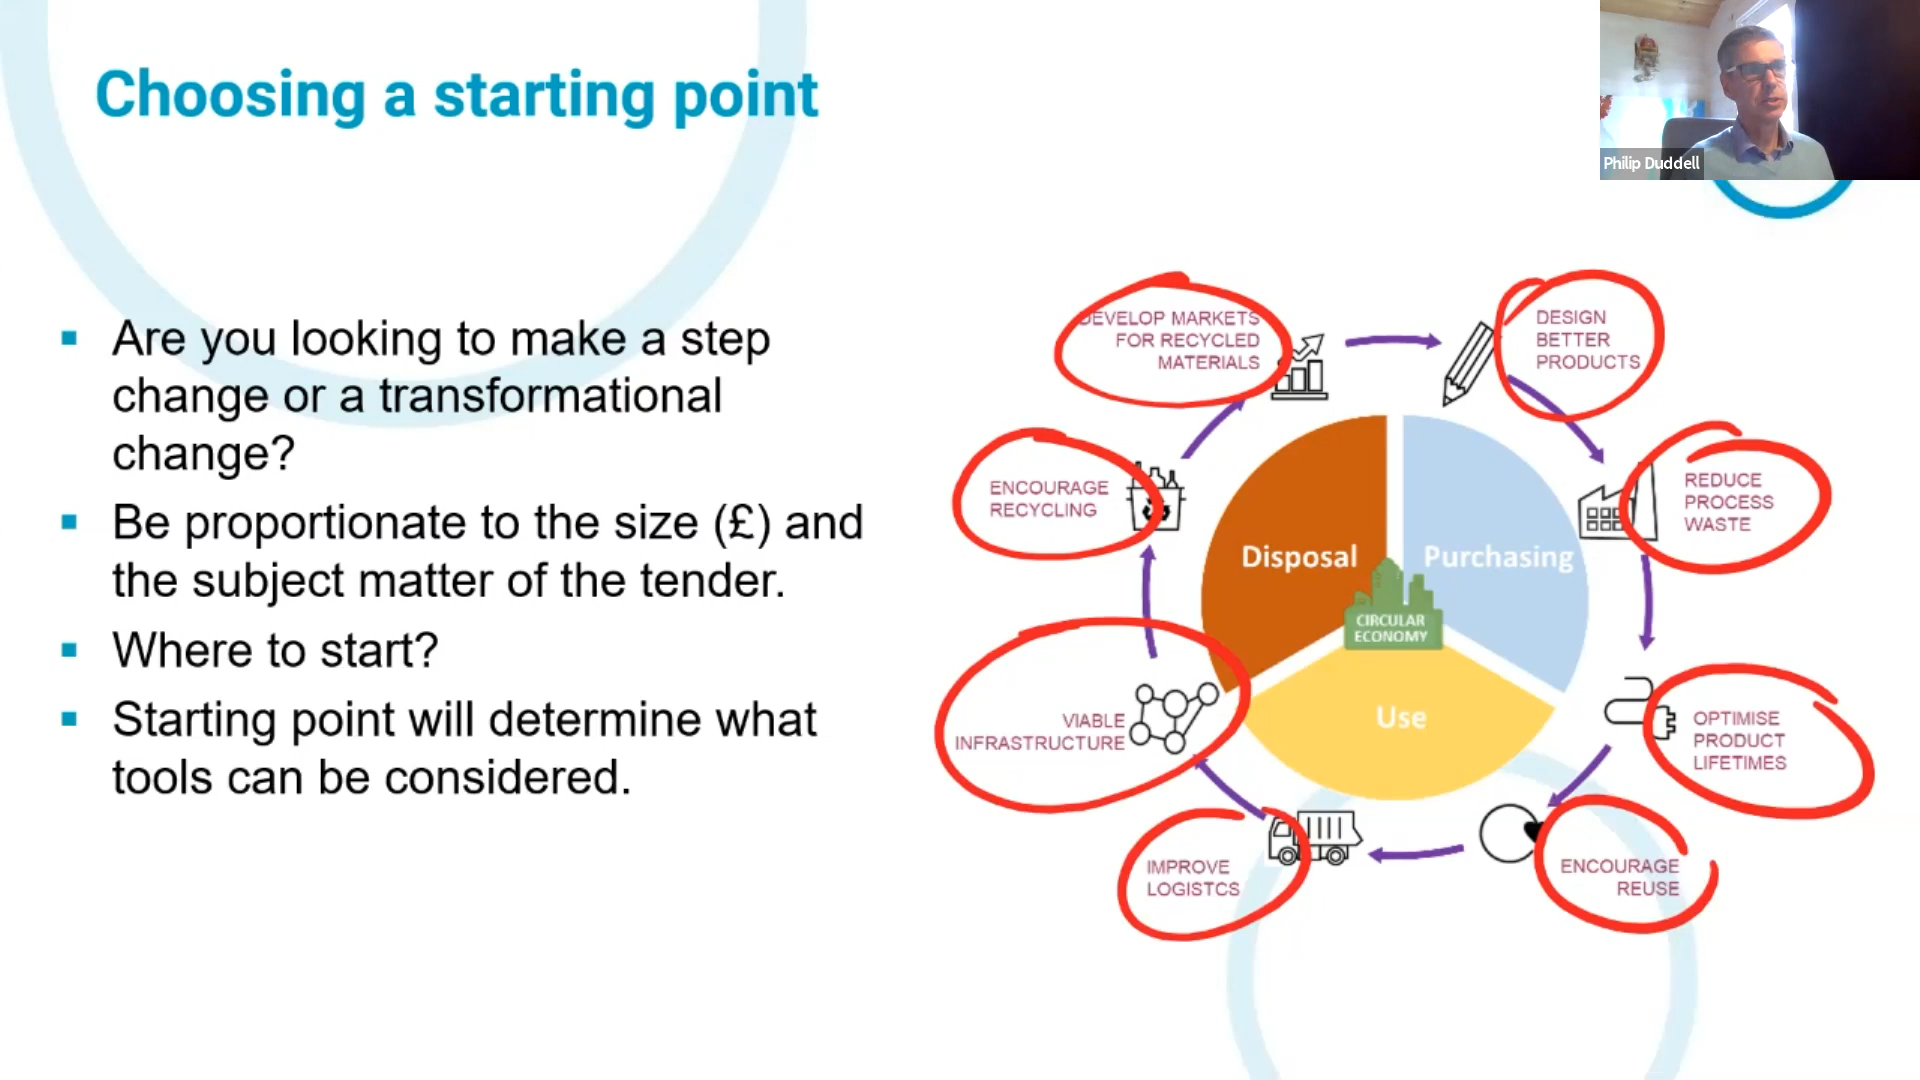 Choosing a starting point
Philip Duddell
Are you looking to make a step
change or a transformational
change?
Be proportionate to the size (£) and
the subject matter of the tender.
Where to start?
Starting point will determine what
tools can be considered.
DEVELOP MARKETS
FOR RECYCLED
MATERIALS
DESIGN
BETTER
PRODUCTS
ENCOURAGE
RECYCLING
REDUCE
PROCESS
WASTE
Disposal
Purchasing
CIRCULAR
ECONOMY
Use
VIABLE
INFRASTRUCTURE
OPTIMISE
PRODUCT
LIFETIMES
IMPROVE
LOGISTCS
ENCOURAGE
REUSE